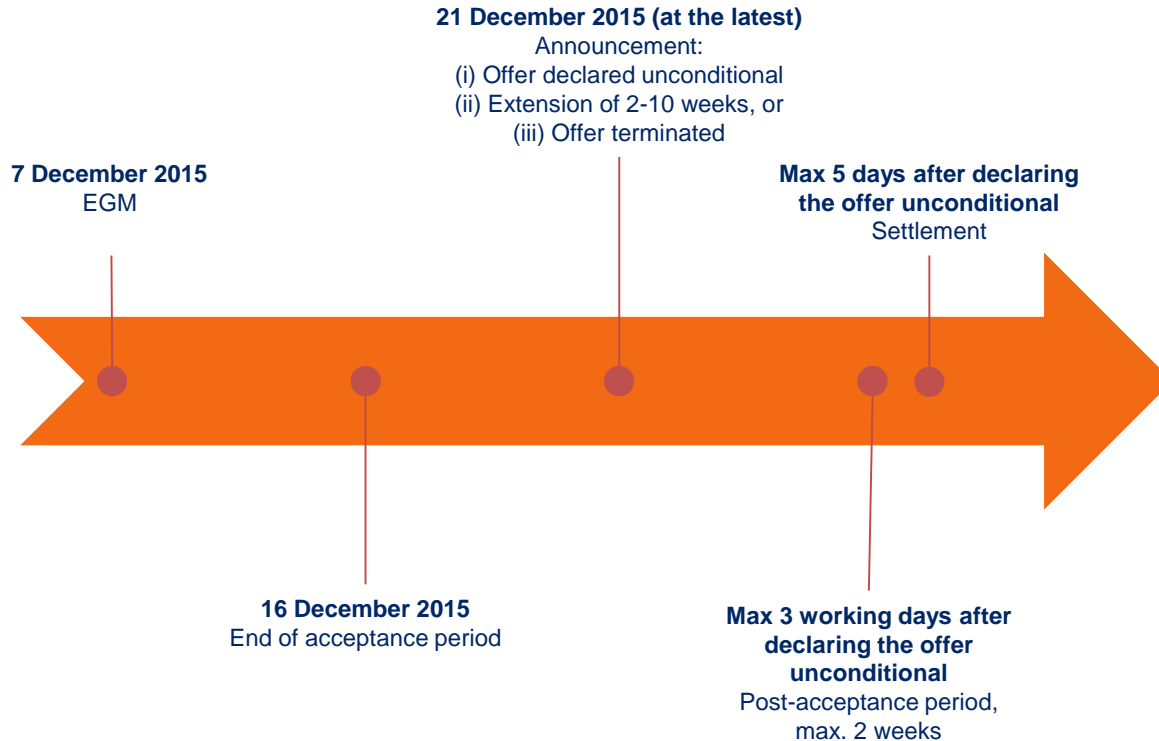 21 December 2015 (at the latest)
Announcement:
(i) Offer declared unconditional
(ii) Extension of 2-10 weeks, or
(iii) Offer terminated
7 December 2015
EGM
Max 5 days after declaring
the offer unconditional
Settlement
16 December 2015
End of acceptance period
Max 3 working days after
declaring the offer
unconditional
Post-acceptance period,
max. 2 weeks